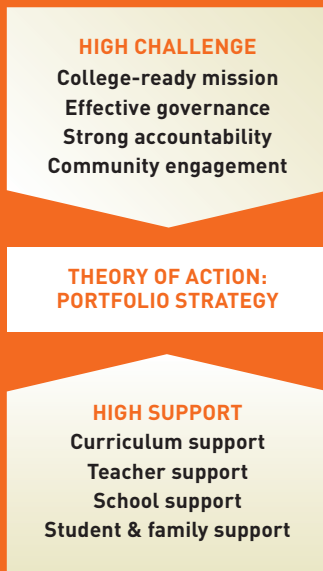 HIGH CHALLENGE
College-ready mission
Effective governance
Strong accountability
Community engagement
THEORY OF ACTION:
PORTFOLIO STRATEGY
HIGH SUPPORT
Curriculum support
Teacher support
School support
Student & family support